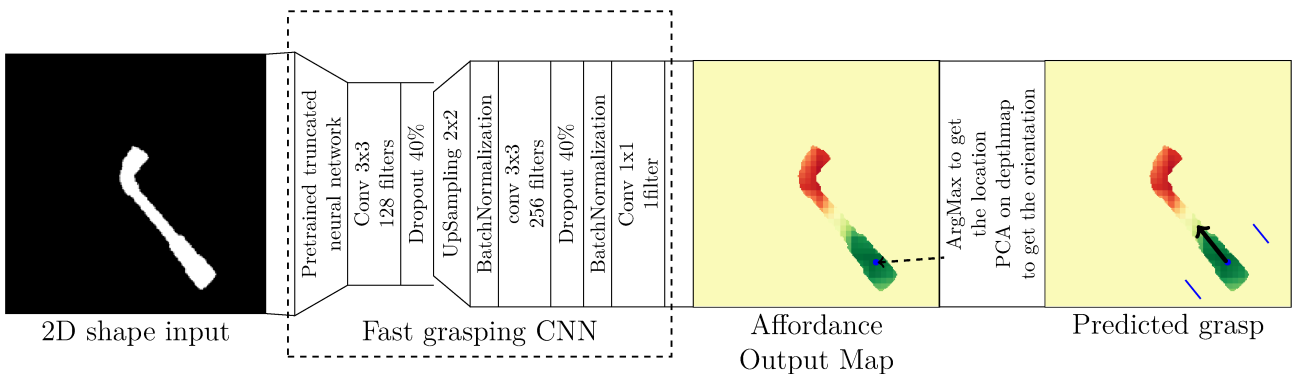 Pretrained truncated
neural network
Conv 3x3
128 filters
Dropout 40%
UpSampling 2x2
BatchNormalization
conv 3x3
256 filters
Dropout 40%
BatchNormalization
Conv 1x1
1filter
ArgMax to get
the location
PCA on depthmap
to get the orientation
2D shape input
Fast grasping CNN
Affordance
Output Map
Predicted grasp